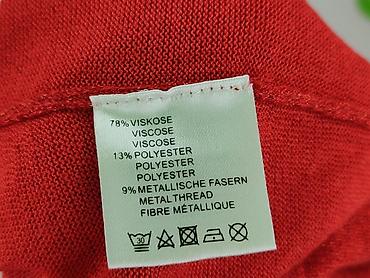 78% VISKOSE
VISCOSE
VISCOSE
13% POLYESTER
POLYESTER
POLYESTER
9% METALLISCHE FASERN
METALTHREAD
FIBRE MÉTALLIQUE
30